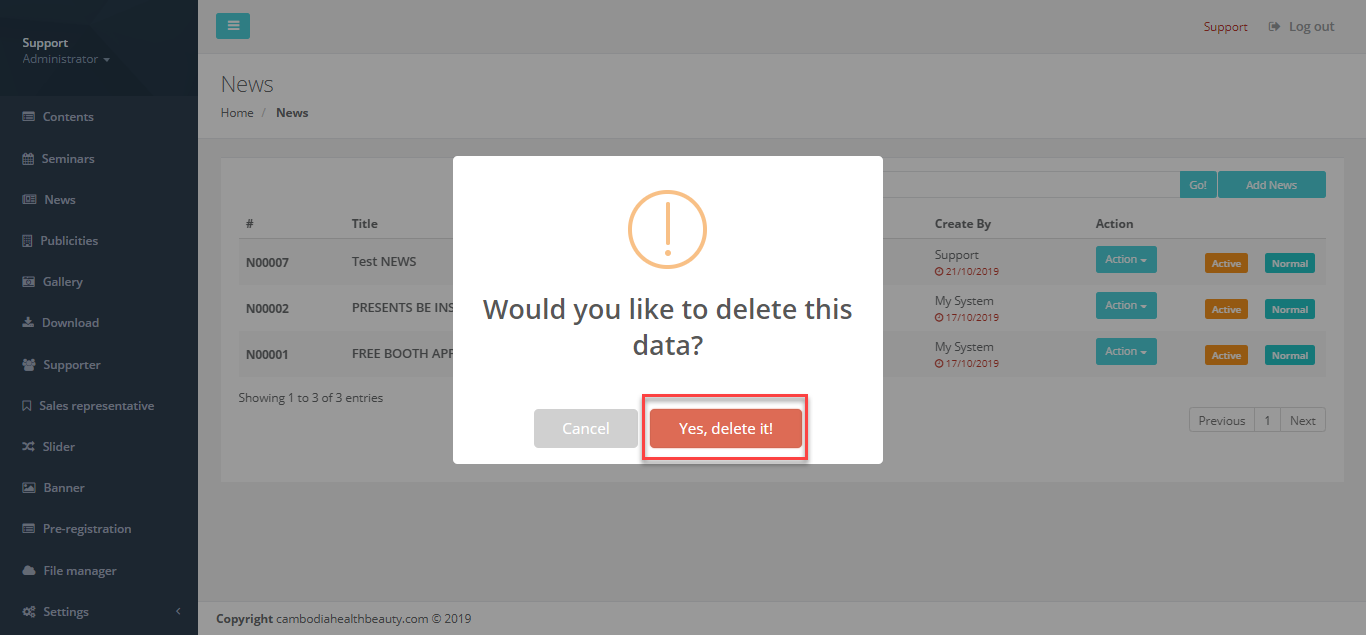 Support
Administrator
Contents
Seminars
News
Publicities
Gallery
Download
Supporter
Sales representative
Slider
Banner
Pre-registration
File manager
Settings
Support Log out
News
Home / News
Go! Add News
# Title Create By Action
N00007 Test NEWS Support 21/10/2019 Action Active Normal
N00002 PRESENTS BE INS My System 17/10/2019 Action Active Normal
N00001 FREE BOOTH APP My System 17/10/2019 Action Active Normal
Showing 1 to 3 of 3 entries
Previous 1 Next
Would you like to delete this
data?
Cancel Yes, delete it!
Copyright cambodiahealthbeauty.com © 2019